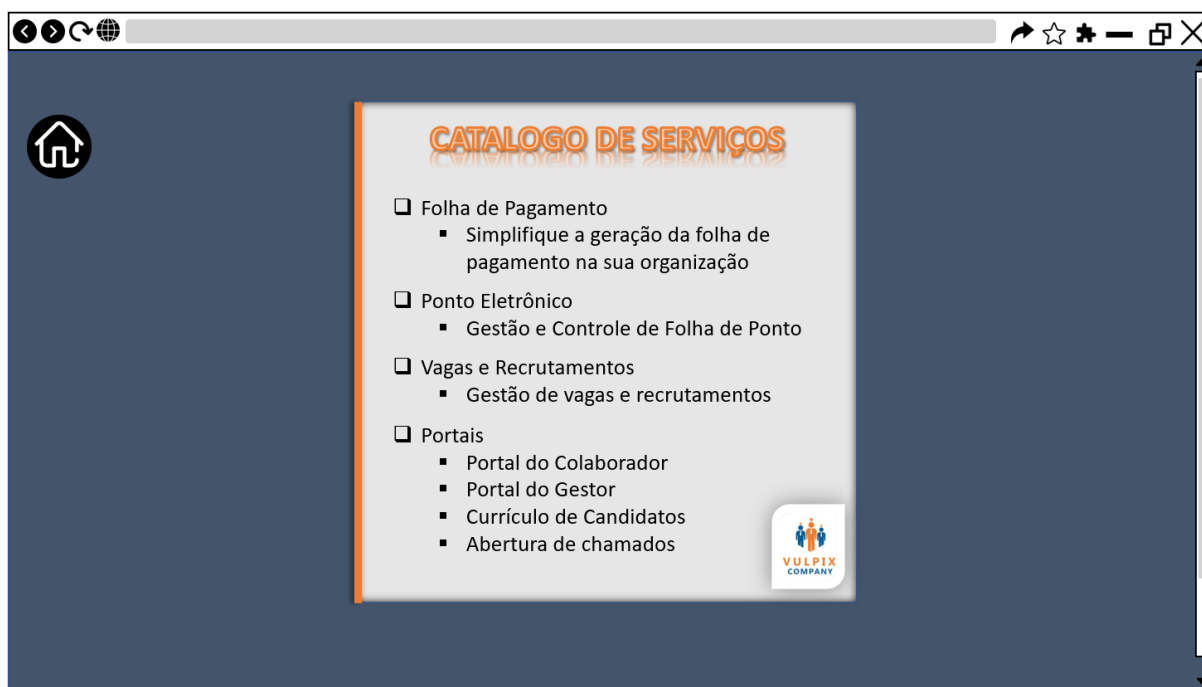 CATALOGO DE SERVIÇOS
Folha de Pagamento
Simplifique a geração da folha de
pagamento na sua organização
Ponto Eletrônico
Gestão e Controle de Folha de Ponto
Vagas e Recrutamentos
Gestão de vagas e recrutamentos
Portais
Portal do Colaborador
Portal do Gestor
Currículo de Candidatos
Abertura de chamados
VULPIX
COMPANY